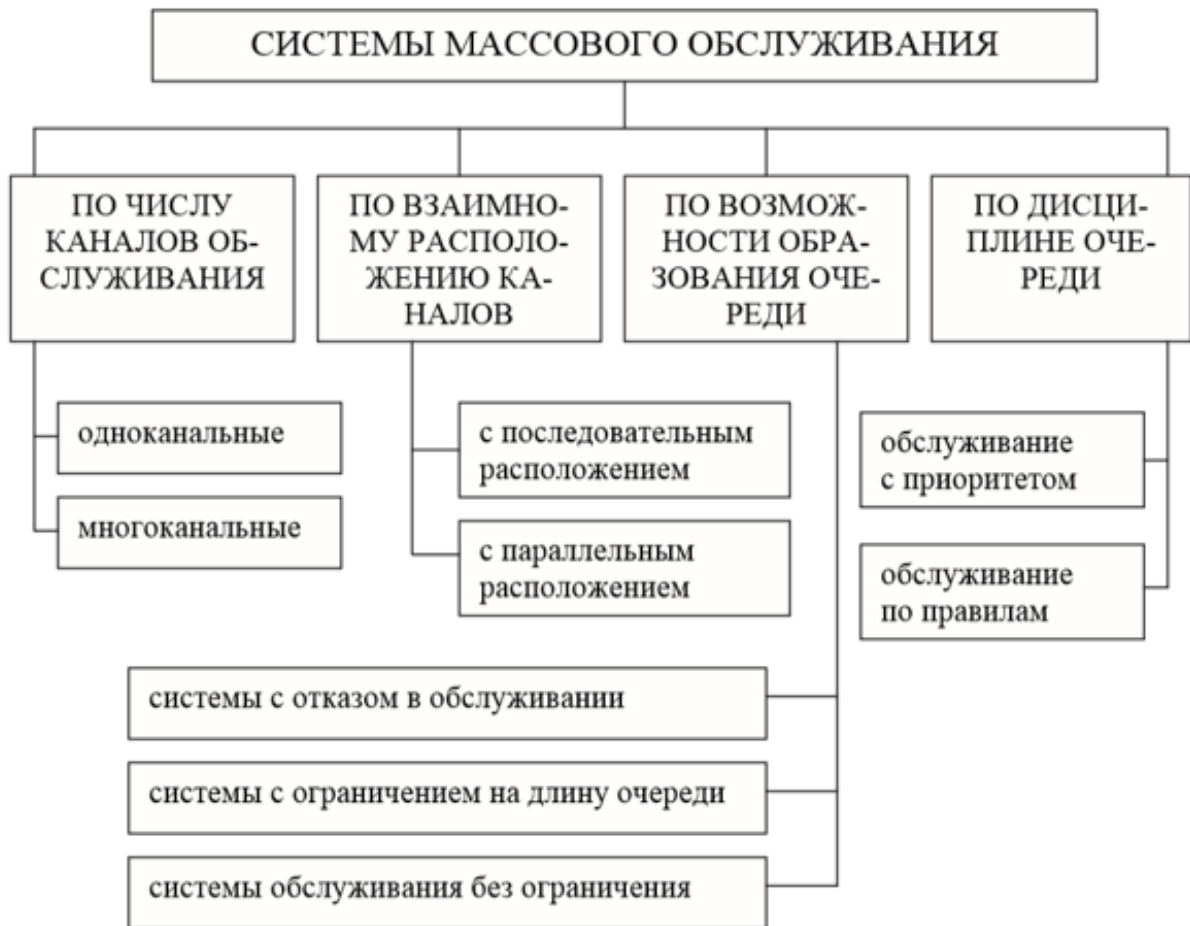 СИСТЕМЫ МАССОВОГО ОБСЛУЖИВАНИЯ
ПО ЧИСЛУ
КАНАЛОВ ОБ-
СЛУЖИВАНИЯ
ПО ВЗАИМНО-
МУ РАСПОЛО-
ЖЕНИЮ КА-
НАЛОВ
ПО ВОЗМОЖ-
НОСТИ ОБРА-
ЗОВАНИЯ ОЧЕ-
РЕДИ
ПО ДИСЦИ-
ПЛИНЕ ОЧЕ-
РЕДИ
одноканальные
многоканальные
с последовательным
расположением
с параллельным
расположением
обслуживание
с приоритетом
обслуживание
по правилам
системы с отказом в обслуживании
системы с ограничением на длину очереди
системы обслуживания без ограничения